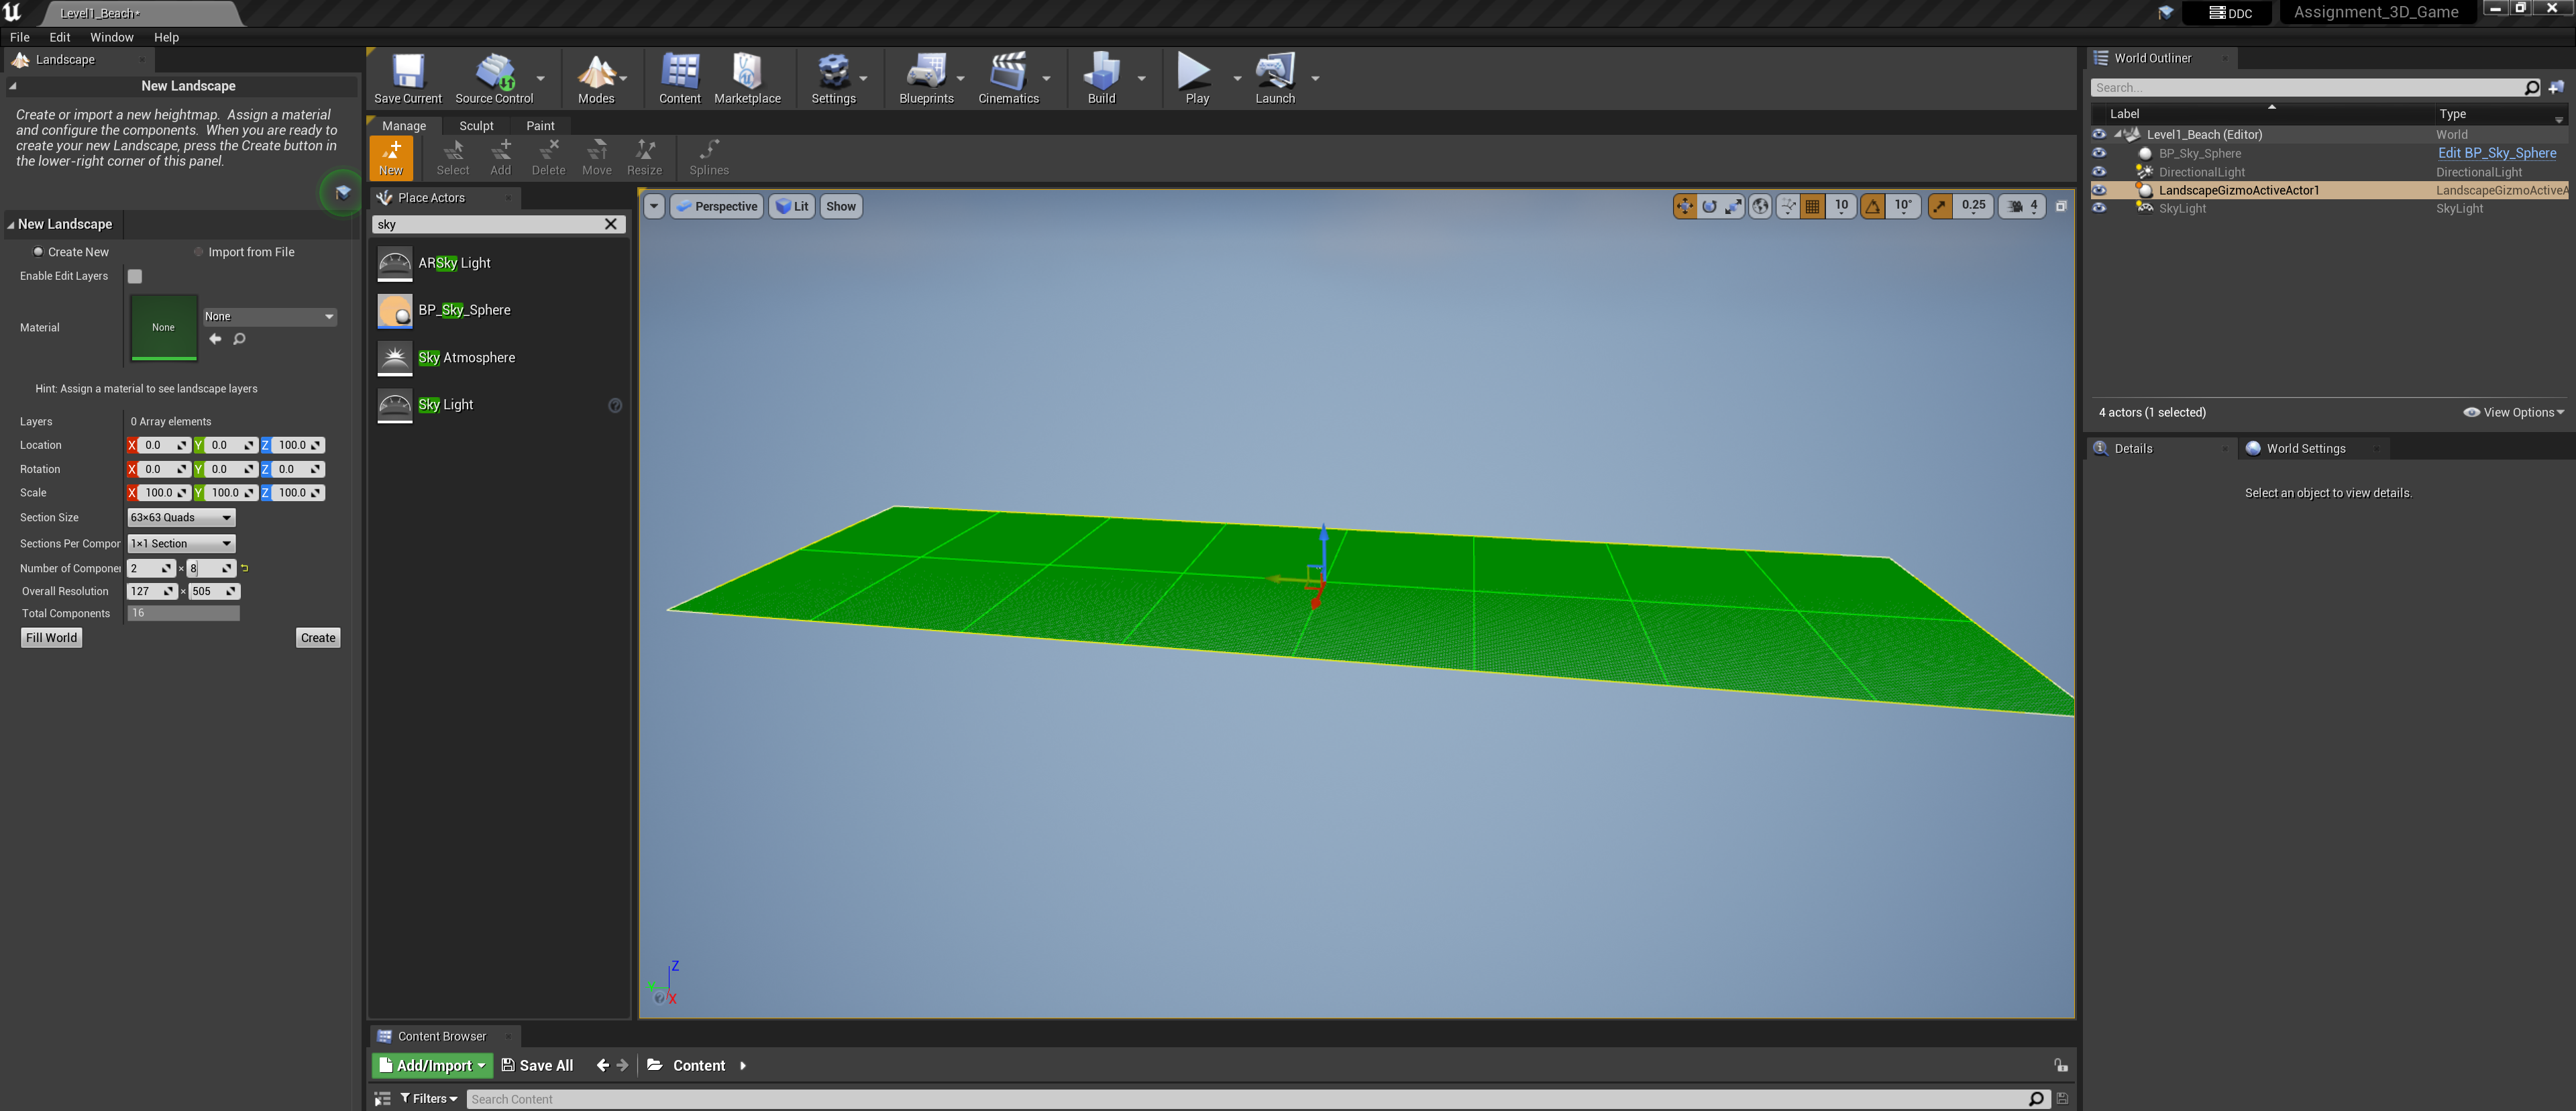 Level1_Beach*
DDC
Assignment_3D_Game
File Edit Window Help
Landscape
New Landscape
Create or import a new heightmap. Assign a material
and configure the components. When you are ready to
create your new Landscape, press the Create button in
the lower-right corner of this panel.
New Landscape
Create New Import from File
Enable Edit Layers
Material None None
Hint: Assign a material to see landscape layers
Layers 0 Array elements
Location X 0.0 Y 0.0 Z 100.0
Rotation X 0.0 Y 0.0 Z 0.0
Scale X 100.0 Y 100.0 Z 100.0
Section Size 63×63 Quads
Sections Per Compor 1×1 Section
Number of Componer 2 × 8
Overall Resolution 127 × 505
Total Components 16
Fill World Create
Save Current Source Control Modes Content Marketplace Settings Blueprints Cinematics Build Play Launch
Manage Sculpt Paint
New Select Add Delete Move Resize Splines
Place Actors
sky
ARSky Light
BP_Sky_Sphere
Sky Atmosphere
Sky Light
Perspective Lit Show 10 10° 0.25 4
Z
Y
X
Content Browser
Add/Import Save All Content
Filters Search Content
World Outliner
Search...
Label Type
Level1_Beach (Editor) World
BP_Sky_Sphere Edit BP_Sky_Sphere
DirectionalLight DirectionalLight
LandscapeGizmoActiveActor1 LandscapeGizmoActiveA
SkyLight SkyLight
4 actors (1 selected) View Options
Details World Settings
Select an object to view details.